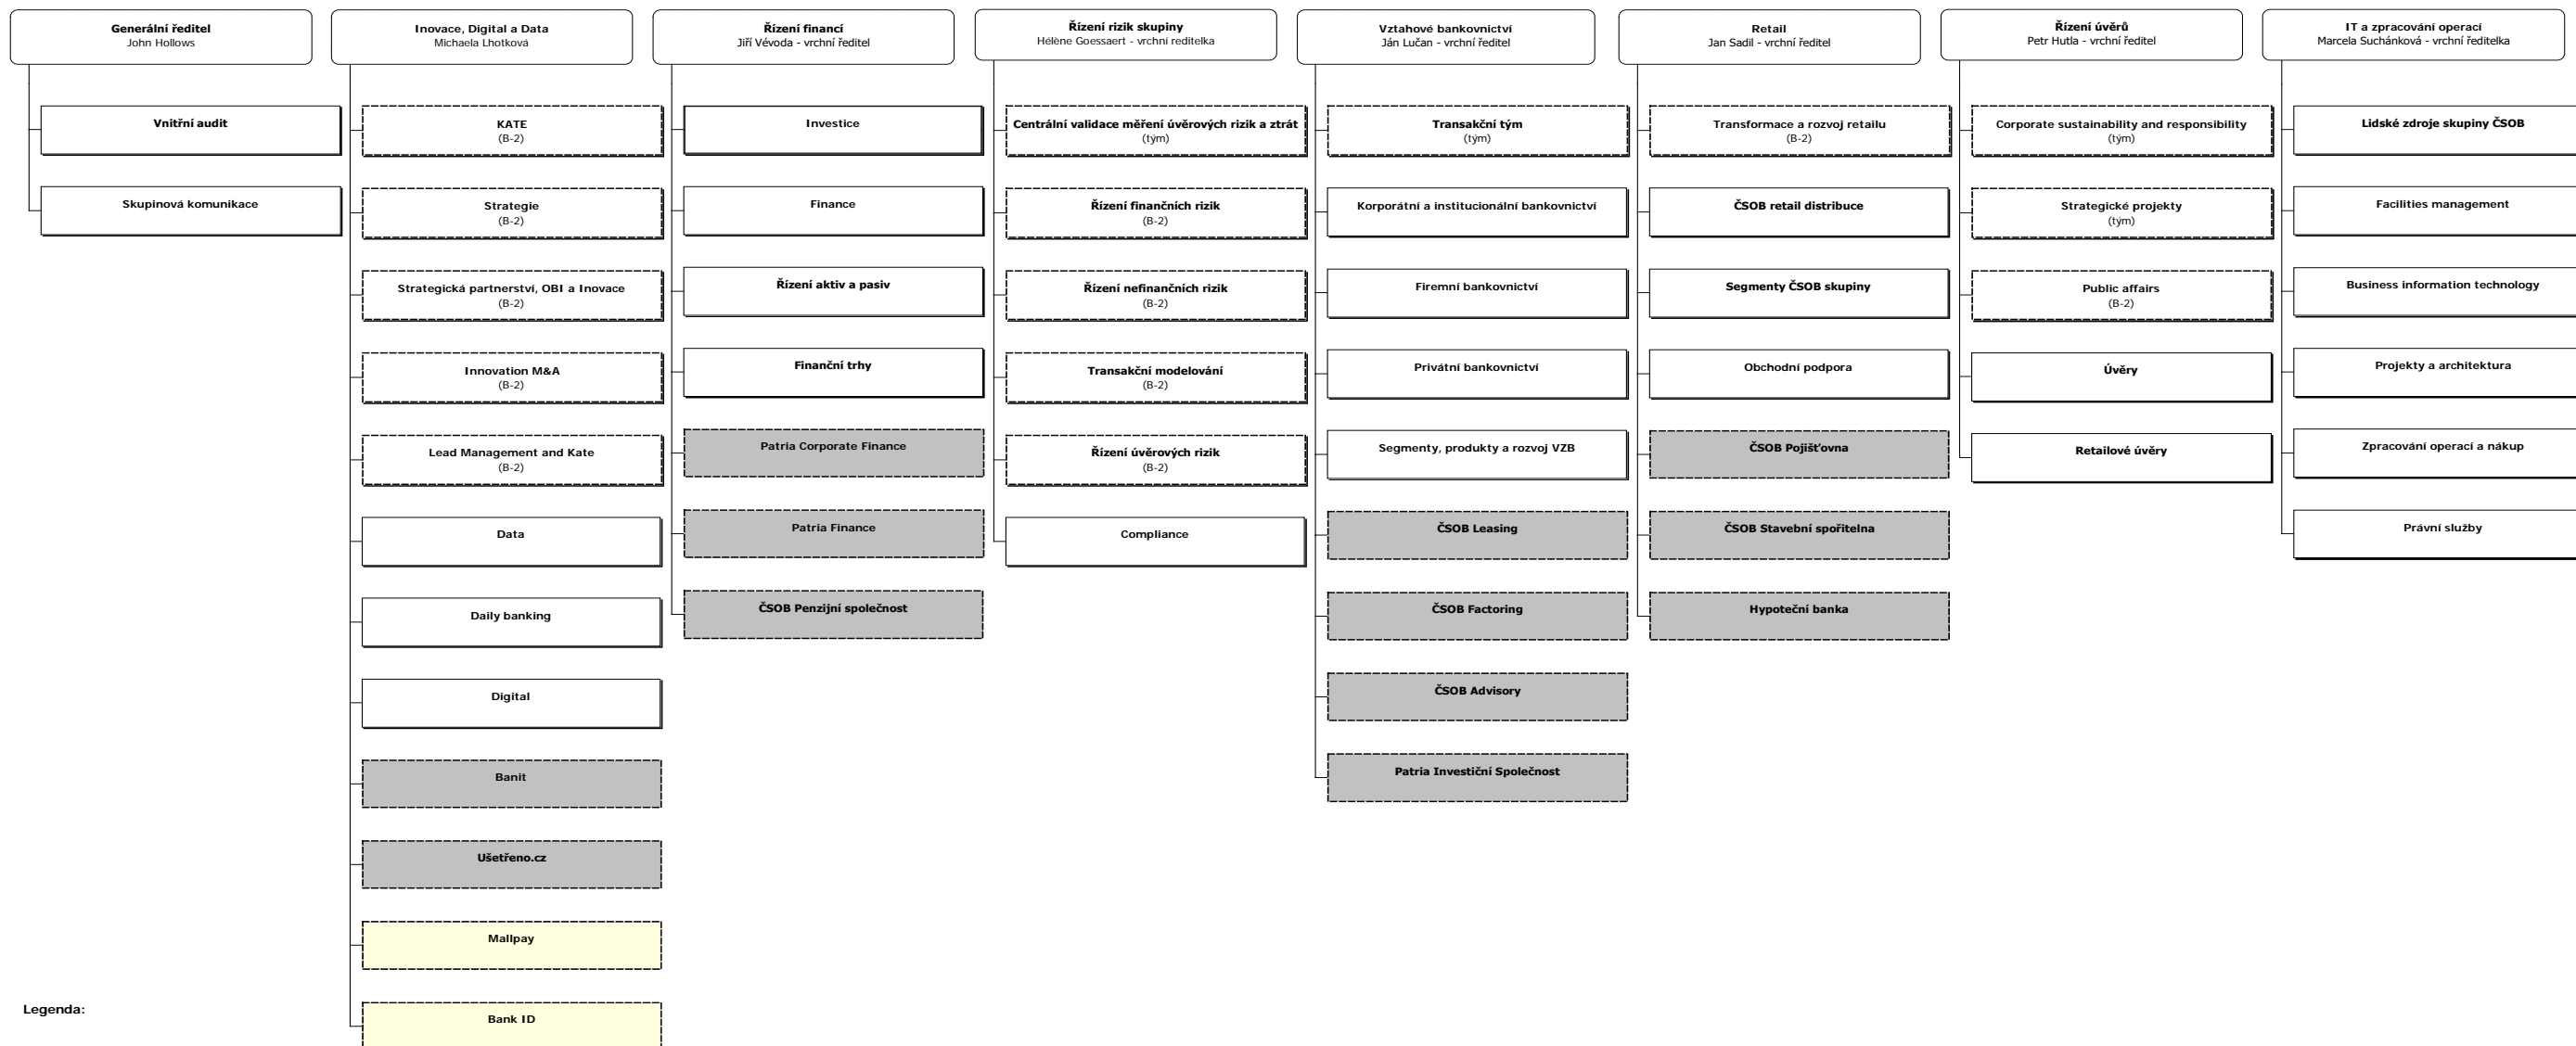 Generální ředitel
John Hollows
Vnitřní audit
Skupinová komunikace
Inovace, Digital a Data
Michaela Lhotková
KATE
(B-2)
Strategie
(B-2)
Strategická partnerství, OBI a Inovace
(B-2)
Innovation M&A
(B-2)
Lead Management and Kate
(B-2)
Data
Daily banking
Digital
Banit
Ušetřeno.cz
Mallpay
Bank ID
Řízení financí
Jiří Vévoda - vrchní ředitel
Investice
Finance
Řízení aktiv a pasiv
Finanční trhy
Patria Corporate Finance
Patria Finance
ČSOB Penzijní společnost
Řízení rizik skupiny
Hélène Goessaert - vrchní reditelka
Centrální validace měření úvěrových rizik a ztrát
(tým)
Řízení finančních rizik
(B-2)
Řízení nefinančních rizik
(B-2)
Transakční modelování
(B-2)
Řízení úvěrových rizik
(B-2)
Compliance
Vztahové bankovnictví
Ján Lučan - vrchní ředitel
Transakční tým
(tým)
Korporátní a institucionální bankovnictví
Firemní bankovnictví
Privátní bankovnictví
Segmenty, produkty a rozvoj VZB
ČSOB Leasing
ČSOB Factoring
ČSOB Advisory
Patria Investiční Společnost
Retail
Jan Sadil - vrchní ředitel
Transformace a rozvoj retailu
(B-2)
ČSOB retail distribuce
Segmenty ČSOB skupiny
Obchodní podpora
ČSOB Pojišťovna
ČSOB Stavební spořitelna
Hypoteční banka
Řízení úvěrů
Petr Hutla - vrchní ředitel
Corporate sustainability and responsibility
(tým)
Strategické projekty
(tým)
Public affairs
(B-2)
Úvěry
Retailové úvěry
IT a zpracování operací
Marcela Suchánková - vrchní ředitelka
Lidské zdroje skupiny ČSOB
Facilities management
Business information technology
Projekty a architektura
Zpracování operací a nákup
Právní služby
Legenda: